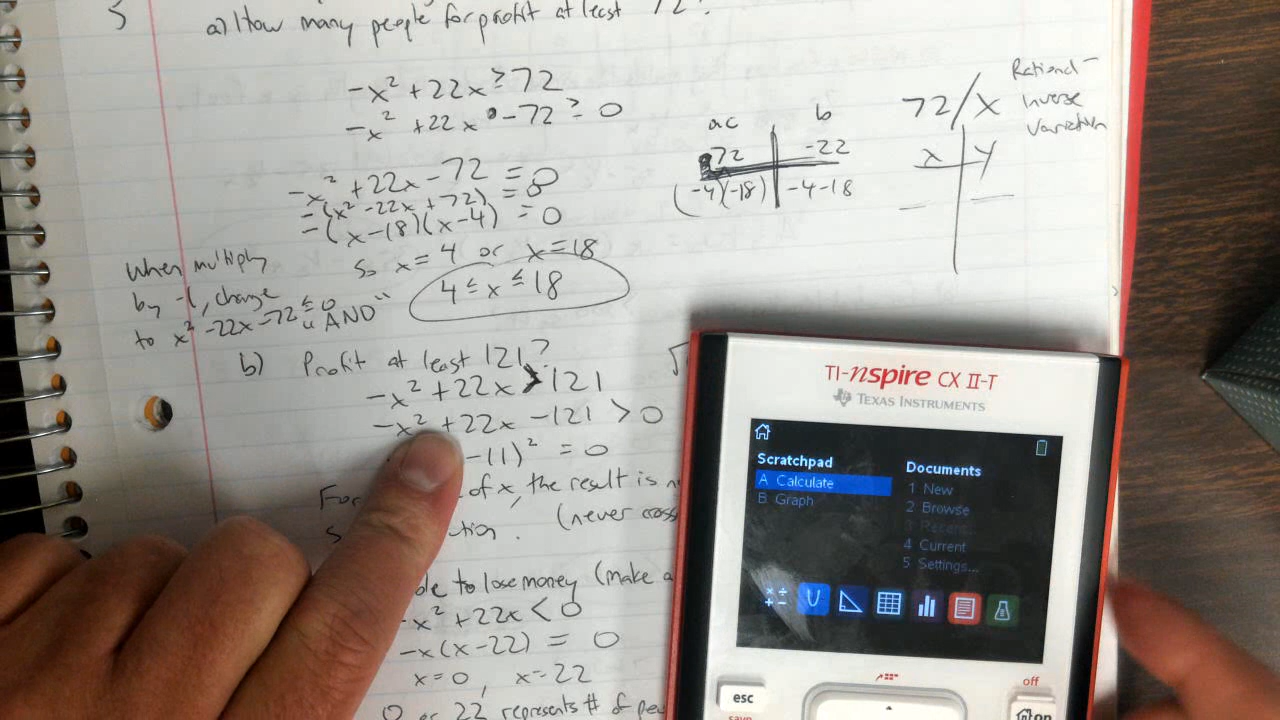 5
a) How many people for profit at least 72?
-x² + 22x ≥ 72
-x² + 22x - 72 ≥ 0
-x² + 22x - 72 = 0
= -(x² - 22x + 72) = 0
= -(x-18)(x-4) = 0
So x = 4 or x = 18
4 ≤ x ≤ 18
When multiply
by -1, change
to x² - 22x - 72 ≤ 0
"AND"
ac b
72 -22
(-4)(-18) -4-18
72/x
Rational-
Inverse
Variation
x y
b) Profit at least 121?
-x² + 22x > 121
-x² + 22x - 121 > 0
-11)² = 0
For of x, the result is
(never cross
to lose money (make a
-x² + 22x < 0
-x(x-22) = 0
x=0, x=22
0 or 22 represents # of
TI-nspire CX II-T
TEXAS INSTRUMENTS
Scratchpad
A Calculate
B Graph
Documents
1 New
2 Browse
3 Recent
4 Current
5 Settings...
esc
save
off
on